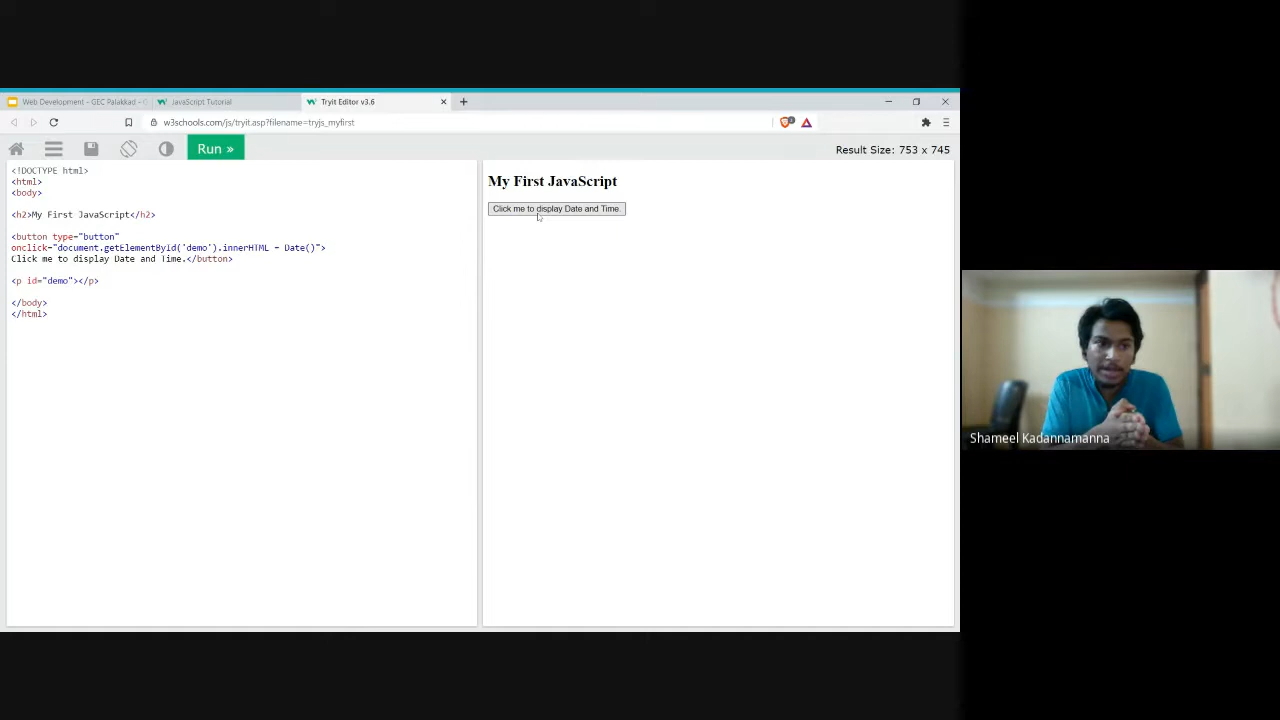 Web Development - GEC Palakkad - G
JavaScript Tutorial
Tryit Editor v3.6
w3schools.com/js/tryit.asp?filename=tryjs_myfirst
Run »
Result Size: 753 x 745
<!DOCTYPE html>
<html>
<body>
<h2>My First JavaScript</h2>
<button type="button"
onclick="document.getElementById('demo').innerHTML = Date()">
Click me to display Date and Time.</button>
<p id="demo"></p>
</body>
</html>
My First JavaScript
Click me to display Date and Time.
Shameel Kadannamanna